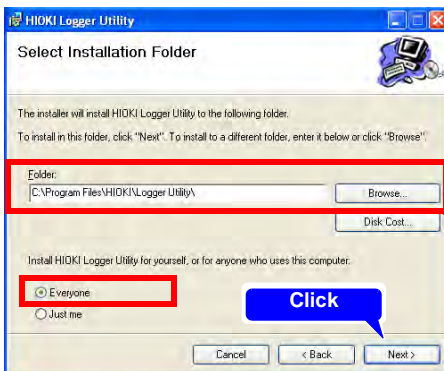 HIOKI Logger Utility
Select Installation Folder
The installer will install HIOKI Logger Utility to the following folder.
To install in this folder, click "Next". To install to a different folder, enter it below or click "Browse".
Folder:
C:\Program Files\HIOKI\Logger Utility\
Browse...
Disk Cost...
Install HIOKI Logger Utility for yourself, or for anyone who uses this computer:
Everyone
Just me
Click
Cancel
< Back
Next >